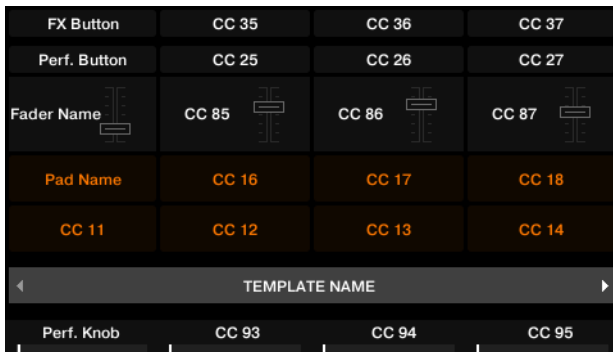 FX Button CC 35 CC 36 CC 37
Perf. Button CC 25 CC 26 CC 27
Fader Name CC 85 CC 86 CC 87
Pad Name CC 16 CC 17 CC 18
CC 11 CC 12 CC 13 CC 14
TEMPLATE NAME
Perf. Knob CC 93 CC 94 CC 95